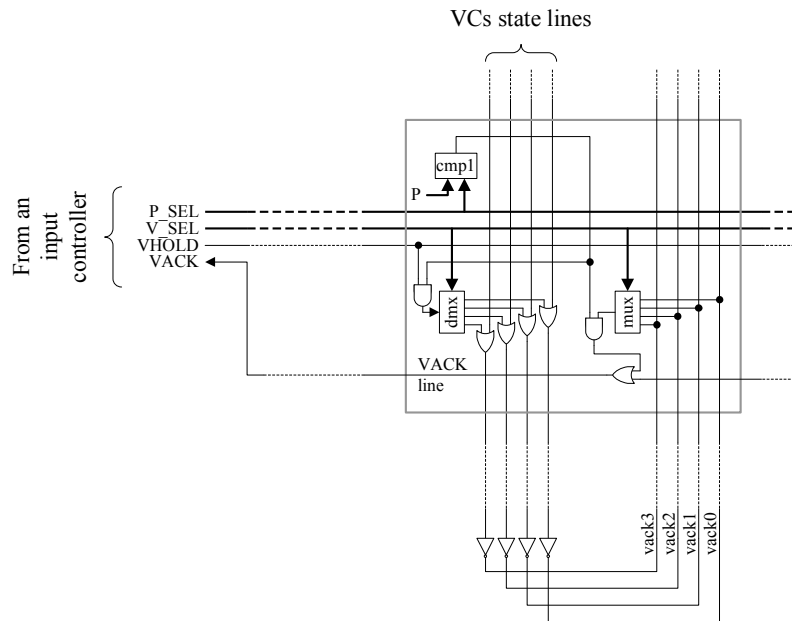 VCs state lines
cmp1
P
From an
input
controller
P_SEL
V_SEL
VHOLD
VACK
dmx
mux
VACK
line
vack3
vack2
vack1
vack0